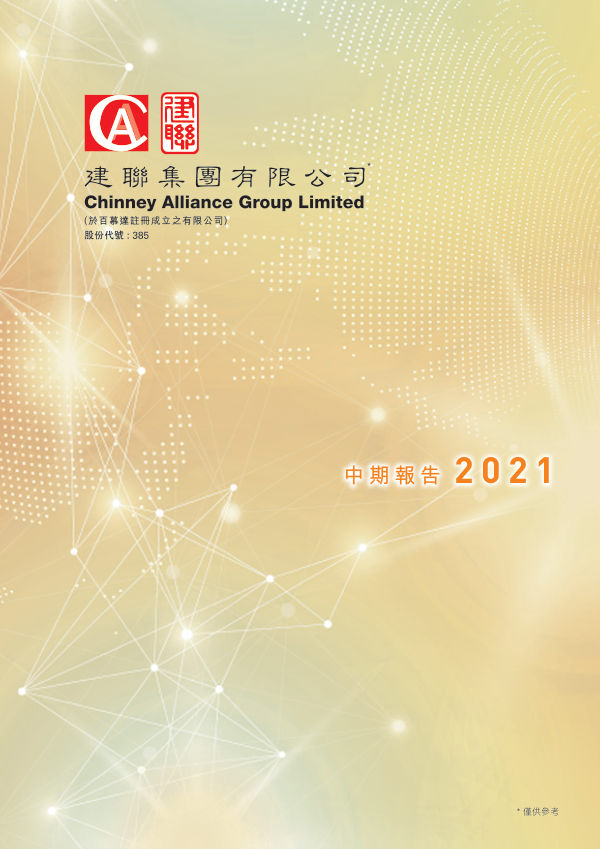 CA 建聯
建聯集團有限公司*
Chinney Alliance Group Limited
(於百慕達註冊成立之有限公司)
股份代號 : 385
中期報告 2021
* 僅供參考